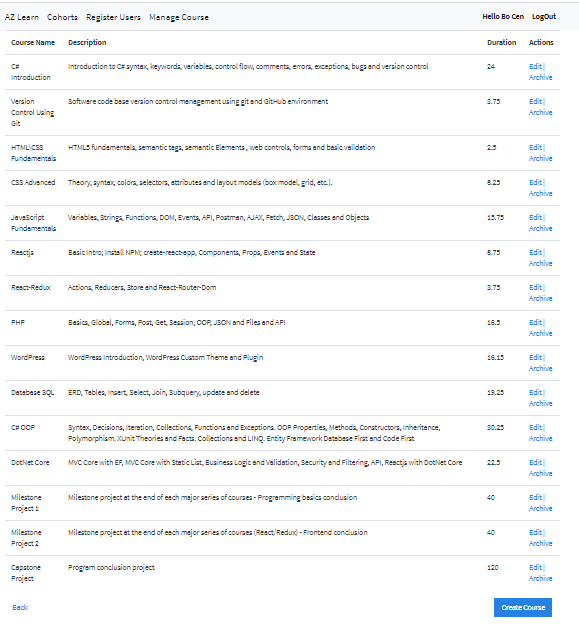 AZ Learn Cohorts Register Users Manage Course Hello Bo Cen LogOut
Course Name Description Duration Actions
C# Introduction to C# syntax, keywords, variables, control flow, comments, errors, exceptions, bugs and version control 24 Edit |
Introduction Archive
Version Software code base version control management using git and GitHub environment 3.75 Edit |
Control Using Archive
Git
HTML\CSS HTML5 fundamentals, semantic tags, semantic Elements , web controls, forms and basic validation 2.5 Edit |
Fundamentals Archive
CSS Advanced Theory, syntax, colors, selectors, attributes and layout models (box model, grid, etc.). 8.25 Edit |
Archive
JavaScript Variables, Strings, Functions, DOM, Events, API, Postman, AJAX, Fetch, JSON, Classes and Objects 15.75 Edit |
Fundamentals Archive
Reactjs Basic Intro; Install NPM; create-react-app, Components, Props, Events and State 8.75 Edit |
Archive
React-Redux Actions, Reducers, Store and React-Router-Dom 3.75 Edit |
Archive
PHP Basics, Global, Forms, Post, Get, Session, OOP, JSON and Files and API 16.5 Edit |
Archive
WordPress WordPress Introduction, WordPress Custom Theme and Plugin 16.15 Edit |
Archive
Database SQL ERD, Tables, Insert, Select, Join, Subquery, update and delete 19.25 Edit |
Archive
C# OOP Syntax, Decisions, Iteration, Collections, Functions and Exceptions. OOP Properties, Methods, Constructors, Inheritance, 30.25 Edit |
Polymorphism. XUnit Theories and Facts. Collections and LINQ. Entity Framework Database First and Code First Archive
DotNet Core MVC Core with EF, MVC Core with Static List, Business Logic and Validation, Security and Filtering, API, Reactjs with DotNet Core 22.5 Edit |
Archive
Milestone Milestone project at the end of each major series of courses - Programming basics conclusion 40 Edit |
Project 1 Archive
Milestone Milestone project at the end of each major series of courses (React/Redux) - Frontend conclusion 40 Edit |
Project 2 Archive
Capstone Program conclusion project 120 Edit |
Project Archive
Back Create Course